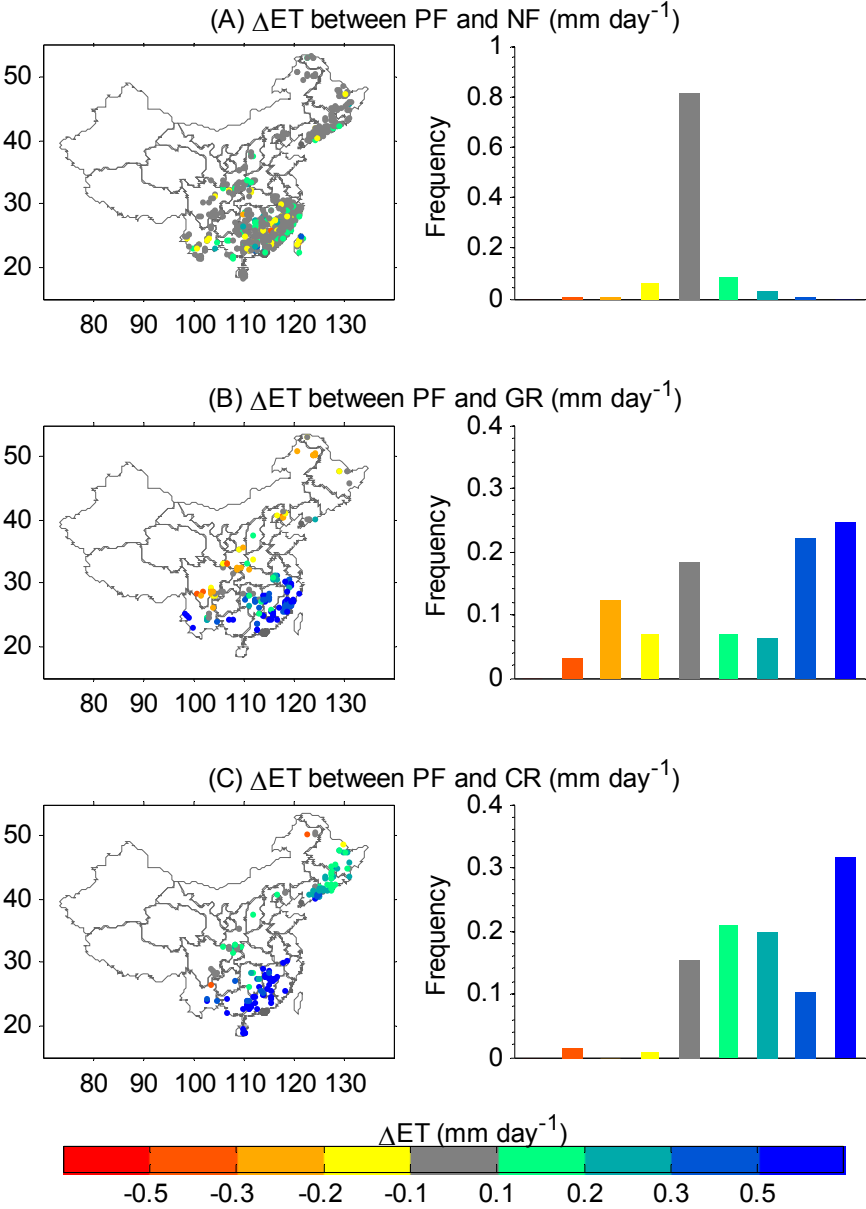 (A) ΔET between PF and NF (mm day⁻¹)
50
40
30
20
80 90 100 110 120 130
Frequency
1
0.8
0.6
0.4
0.2
0
(B) ΔET between PF and GR (mm day⁻¹)
50
40
30
20
80 90 100 110 120 130
Frequency
0.4
0.3
0.2
0.1
0
(C) ΔET between PF and CR (mm day⁻¹)
50
40
30
20
80 90 100 110 120 130
Frequency
0.4
0.3
0.2
0.1
0
ΔET (mm day⁻¹)
-0.5 -0.3 -0.2 -0.1 0.1 0.2 0.3 0.5